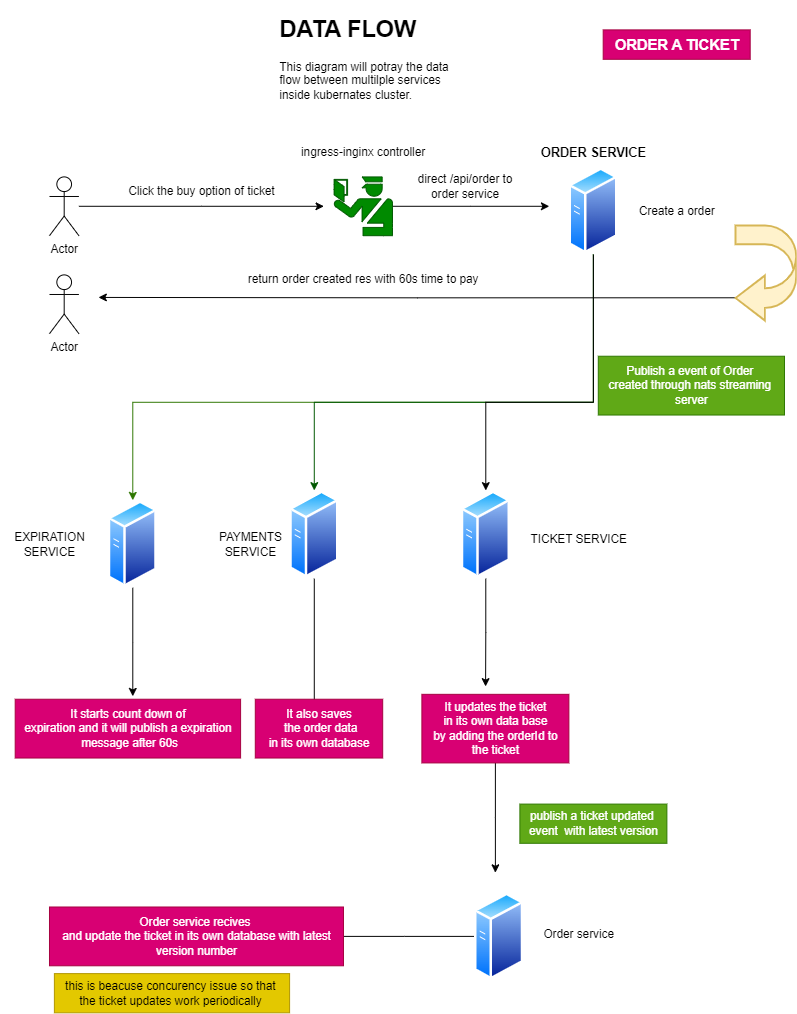 DATA FLOW
ORDER A TICKET
This diagram will potray the data
flow between multilple services
inside kubernates cluster.
ingress-inginx controller
ORDER SERVICE
Click the buy option of ticket
direct /api/order to
order service
Create a order
Actor
return order created res with 60s time to pay
Actor
Publish a event of Order
created through nats streaming
server
EXPIRATION
SERVICE
PAYMENTS
SERVICE
TICKET SERVICE
It starts count down of
expiration and it will publish a expiration
message after 60s
It also saves
the order data
in its own database
It updates the ticket
in its own data base
by adding the orderId to
the ticket
publish a ticket updated
event with latest version
Order service recives
and update the ticket in its own database with latest
version number
Order service
this is beacuse concurency issue so that
the ticket updates work periodically